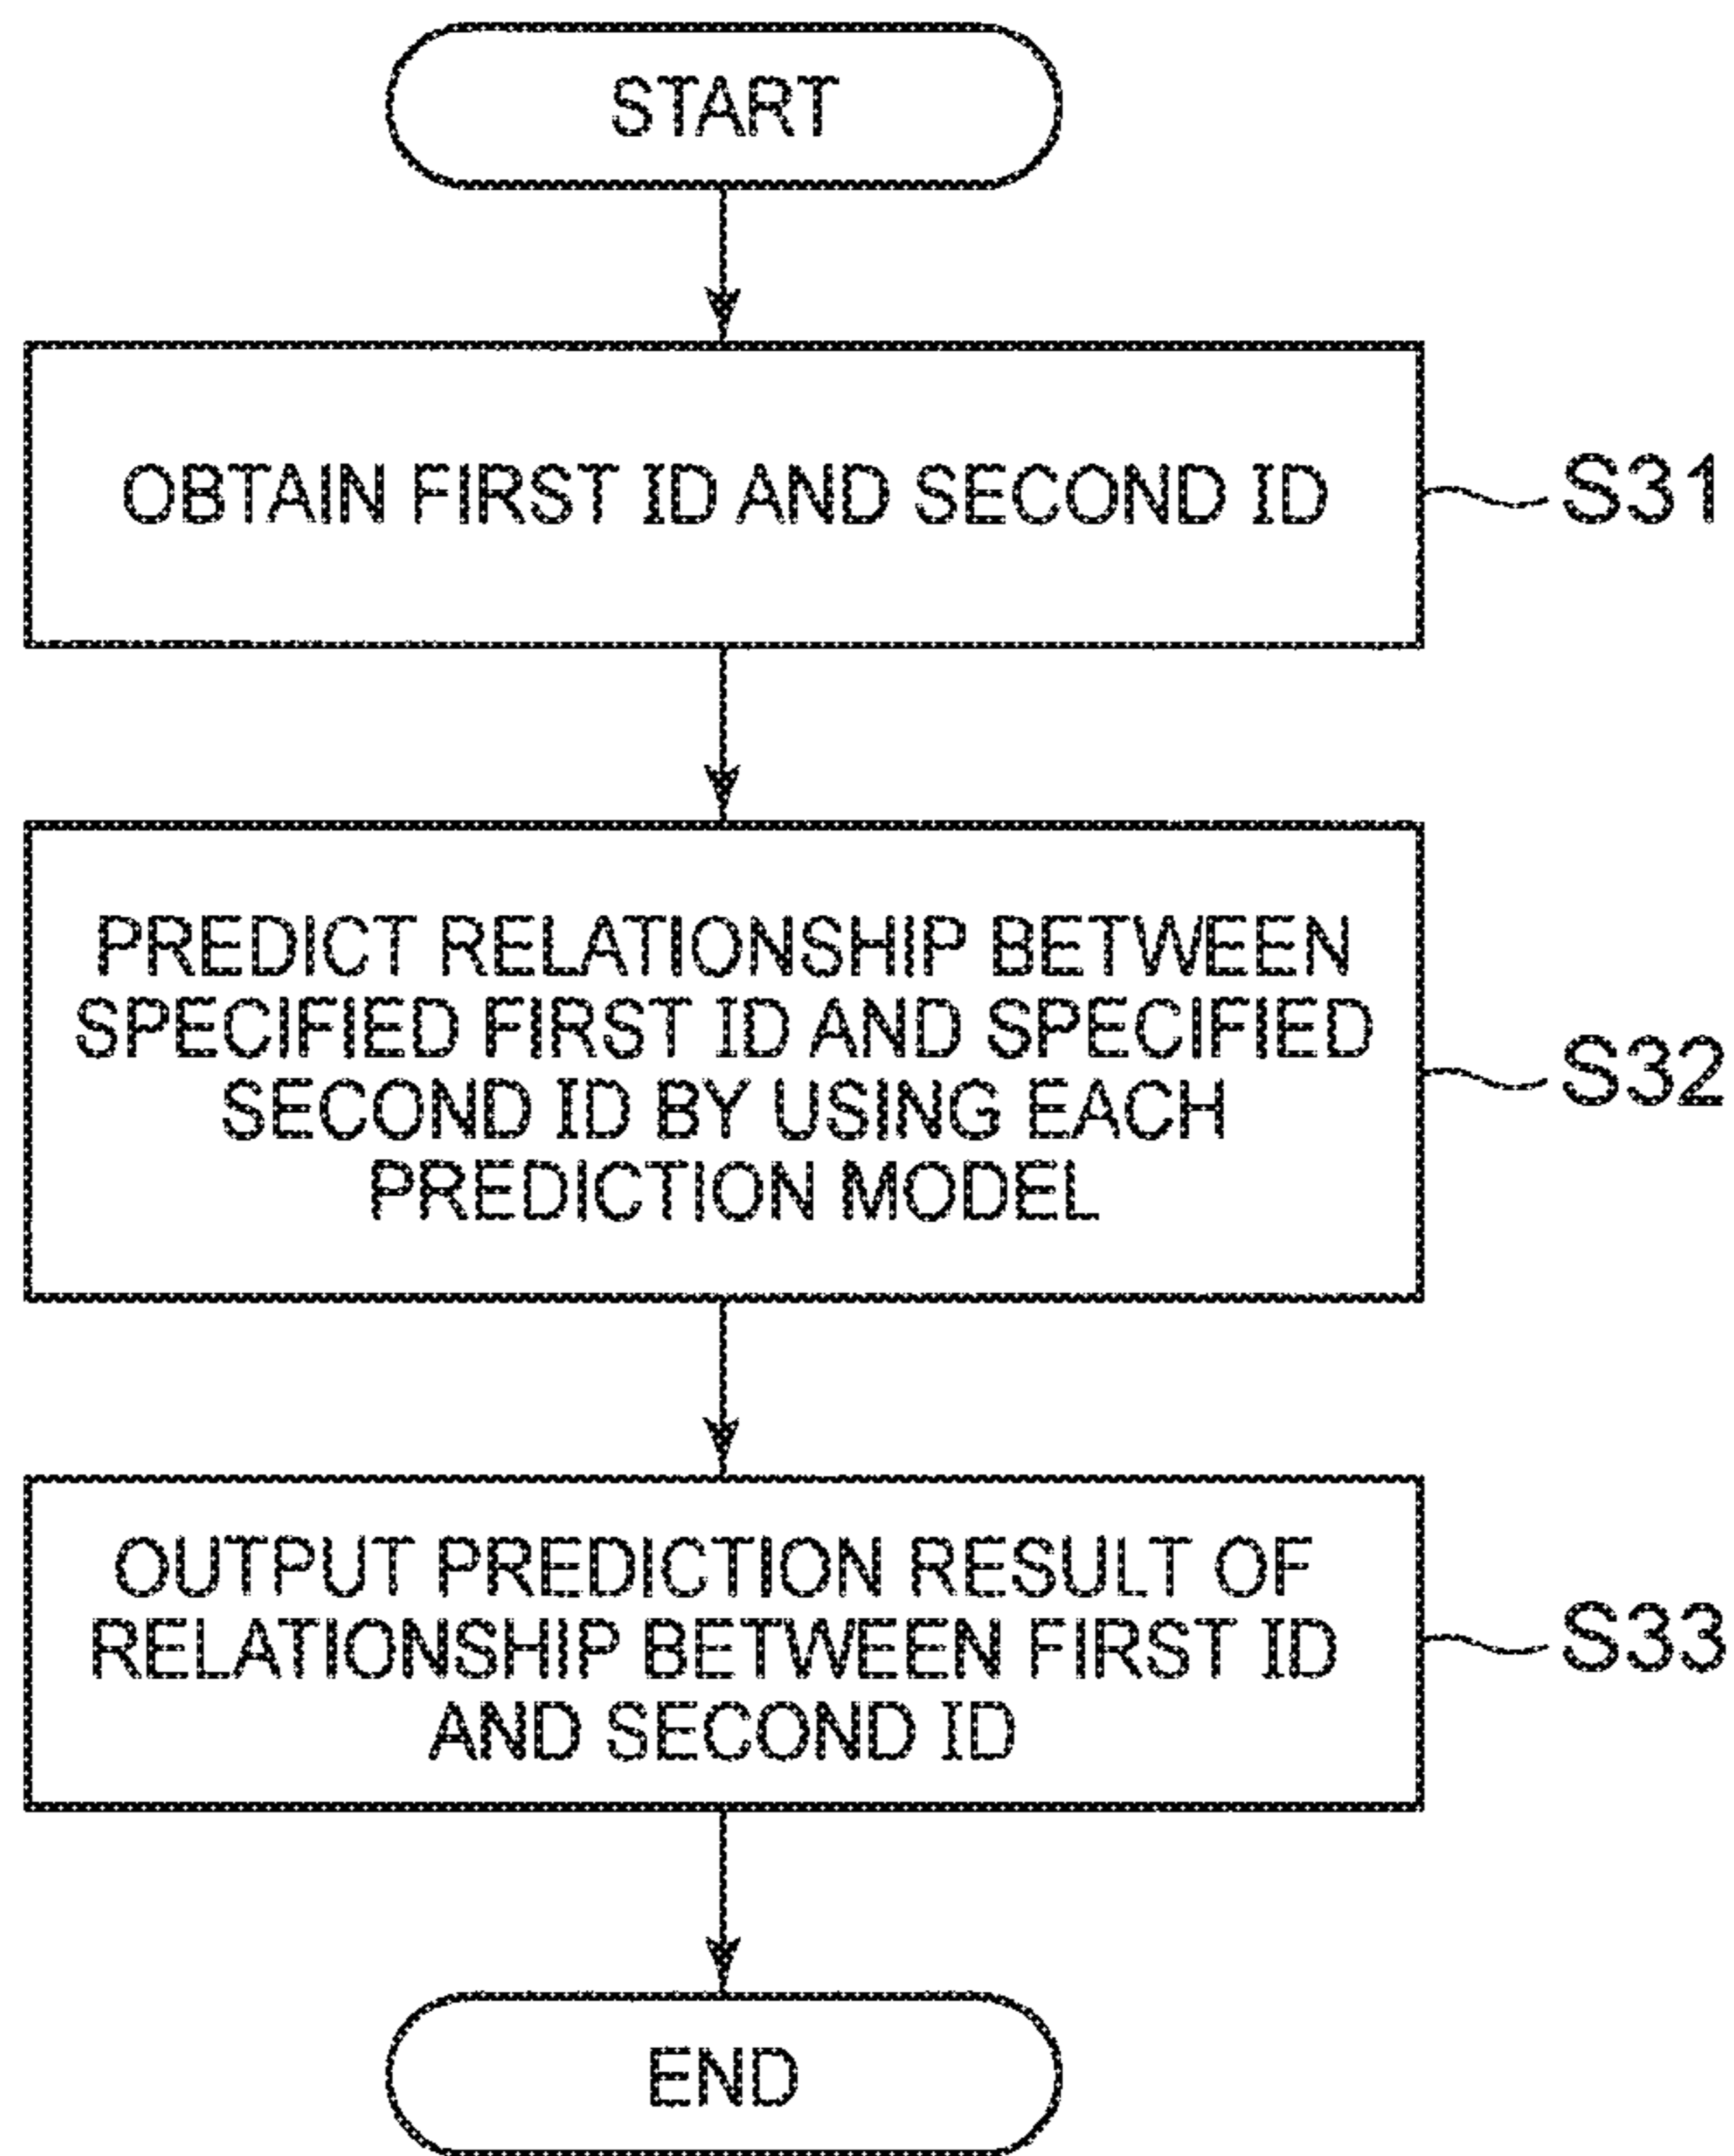 START
OBTAIN FIRST ID AND SECOND ID
S31
PREDICT RELATIONSHIP BETWEEN
SPECIFIED FIRST ID AND SPECIFIED
SECOND ID BY USING EACH
PREDICTION MODEL
S32
OUTPUT PREDICTION RESULT OF
RELATIONSHIP BETWEEN FIRST ID
AND SECOND ID
S33
END